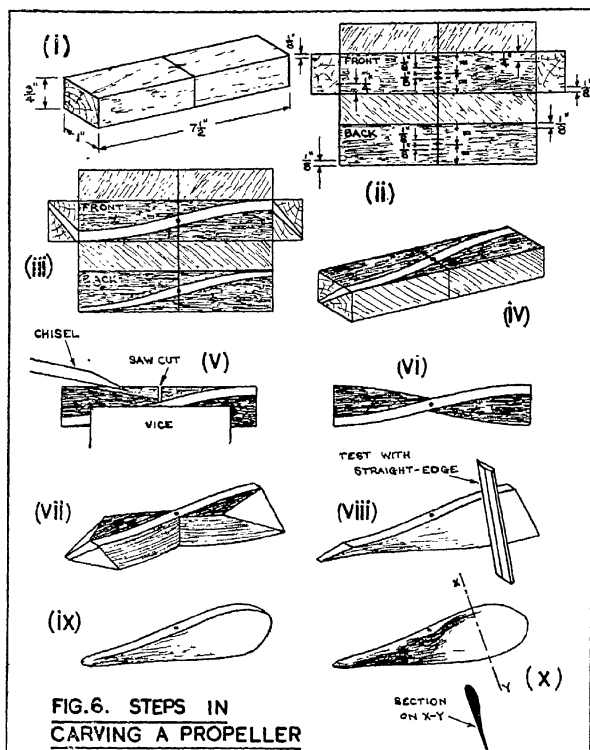 (i)
3/4"
1"
7 1/2"
1/8"
FRONT
1/8"
BACK
1/8"
1/8"
(ii)
FRONT
BACK
(iii)
(iv)
CHISEL
SAW CUT
(V)
VICE
(Vi)
(Vii)
TEST WITH
STRAIGHT-EDGE
(Viii)
(ix)
X
Y
(X)
SECTION
ON X-Y
FIG.6. STEPS IN
CARVING A PROPELLER